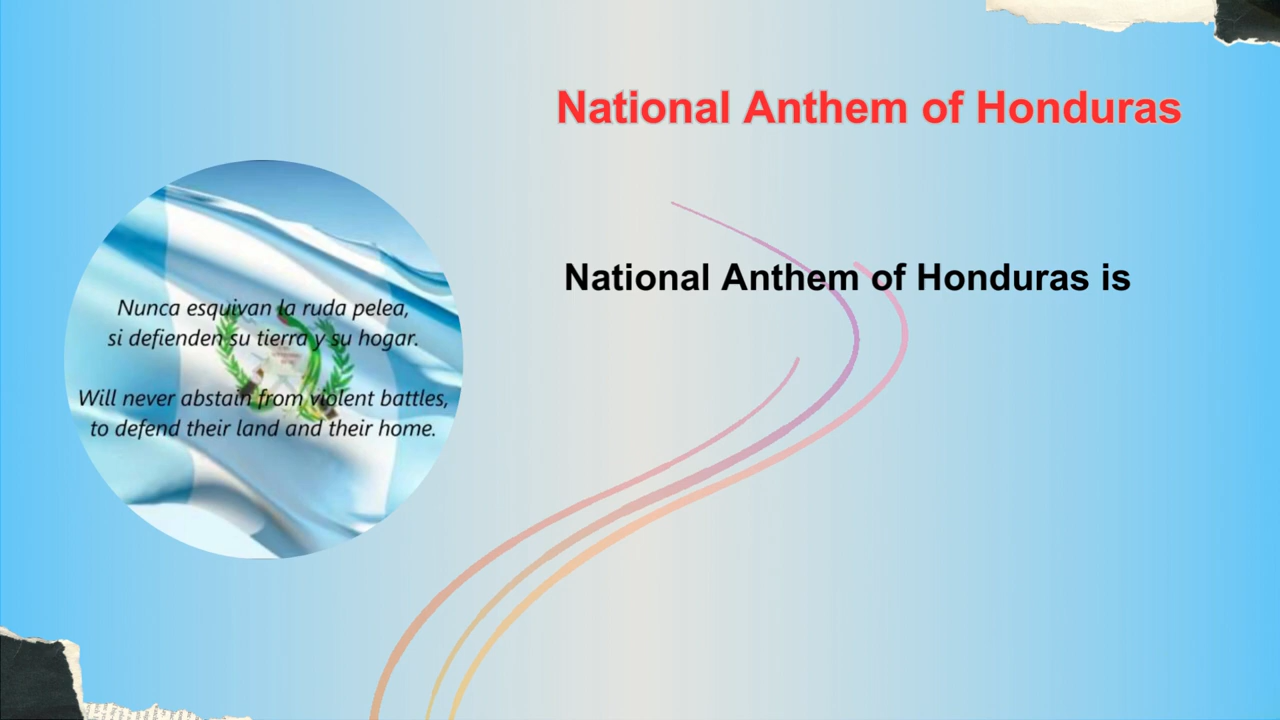 National Anthem of Honduras
National Anthem of Honduras is
Nunca esquivan la ruda pelea,
si defienden su tierra y su hogar.
Will never abstain from violent battles,
to defend their land and their home.